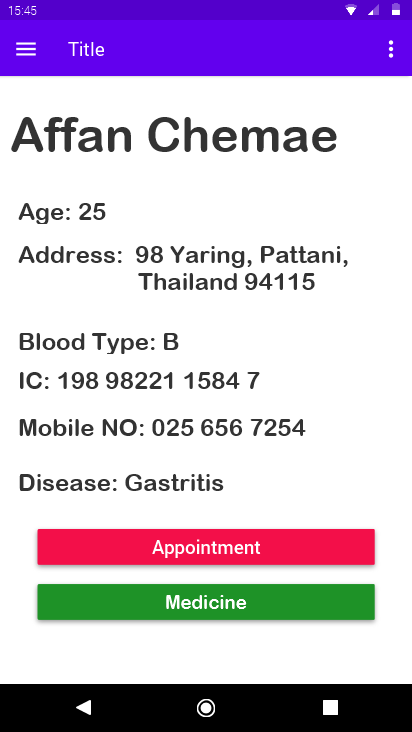 15:45
Title
Affan Chemae
Age: 25
Address: 98 Yaring, Pattani,
Thailand 94115
Blood Type: B
IC: 198 98221 1584 7
Mobile NO: 025 656 7254
Disease: Gastritis
Appointment
Medicine